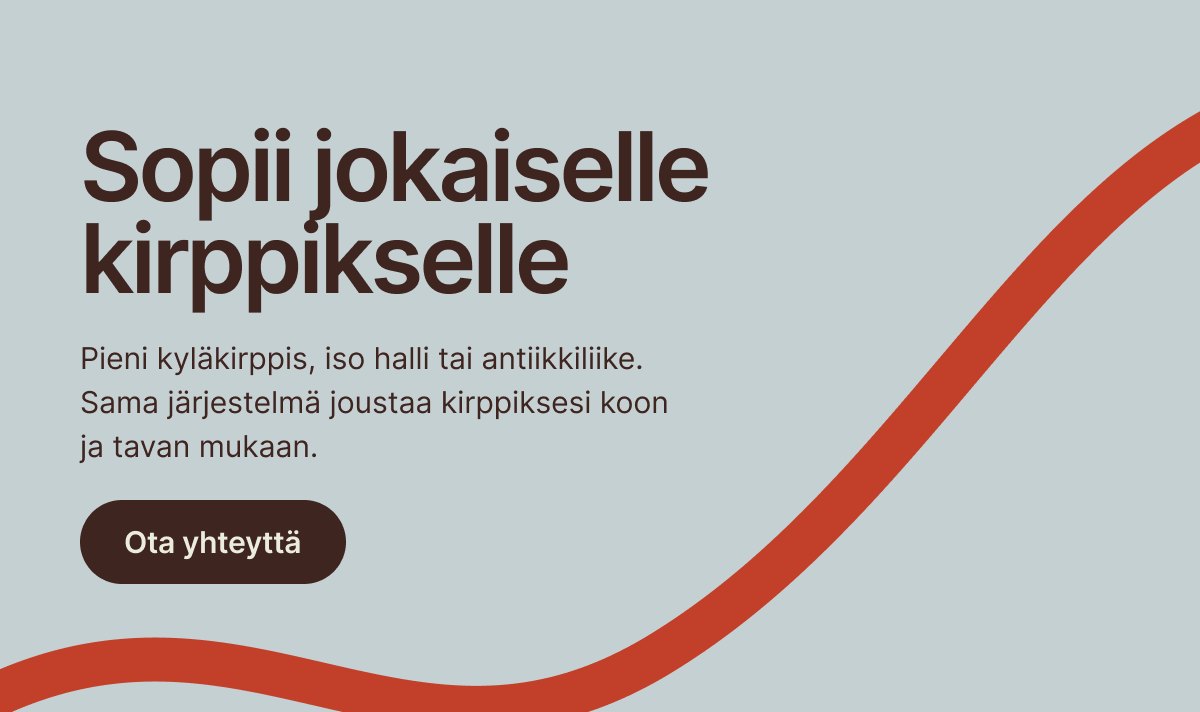 Sopii jokaiselle
kirppikselle
Pieni kyläkirppis, iso halli tai antiikkiliike.
Sama järjestelmä joustaa kirppiksesi koon
ja tavan mukaan.
Ota yhteyttä